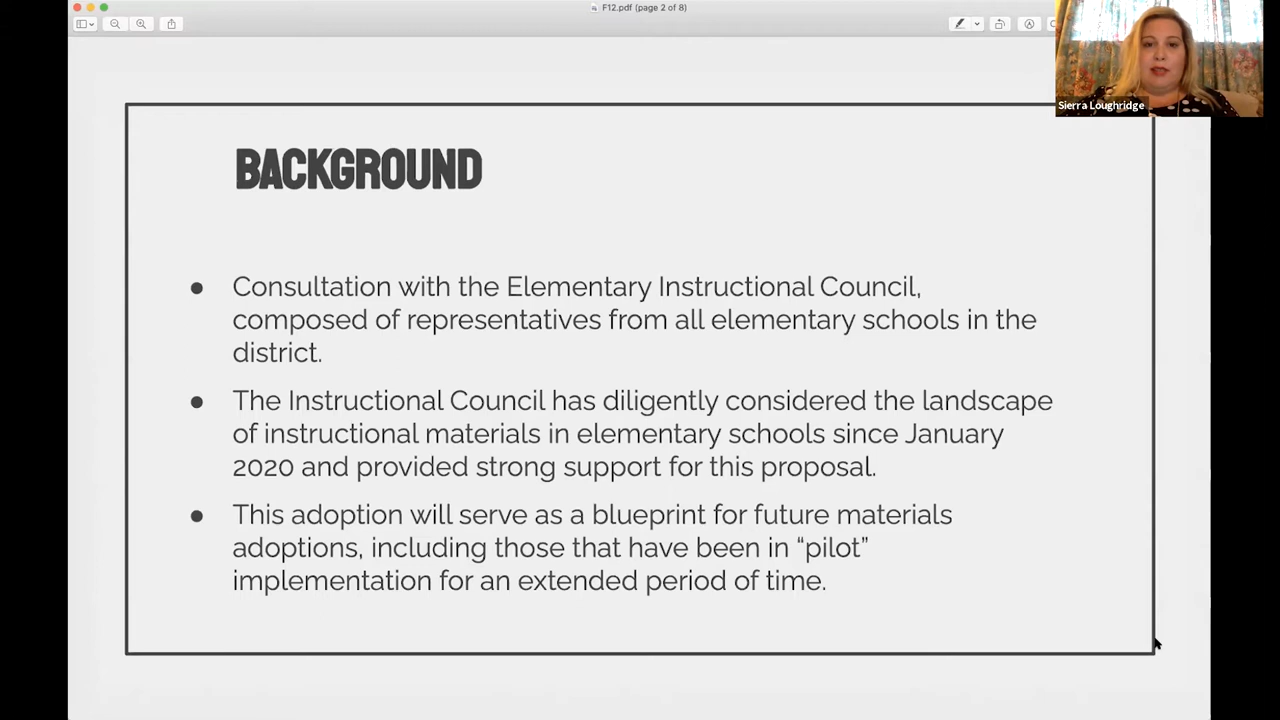 F12.pdf (page 2 of 8)
Sierra Loughridge
BACKGROUND
● Consultation with the Elementary Instructional Council,
composed of representatives from all elementary schools in the
district.
● The Instructional Council has diligently considered the landscape
of instructional materials in elementary schools since January
2020 and provided strong support for this proposal.
● This adoption will serve as a blueprint for future materials
adoptions, including those that have been in “pilot”
implementation for an extended period of time.